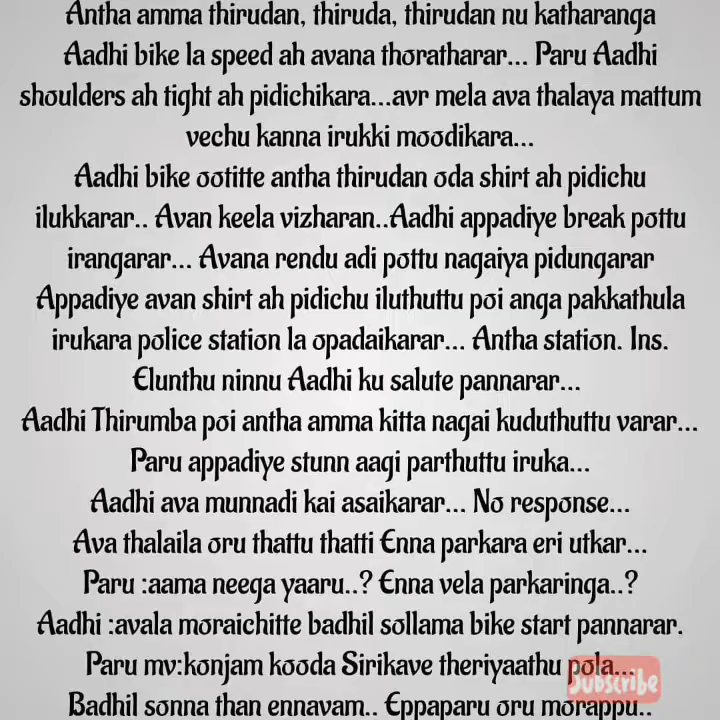 Antha amma thirudan, thiruda, thirudan nu katharanga
Aadhi bike la speed ah avana thoratharar... Paru Aadhi
shoulders ah tight ah pidichikara...avr mela ava thalaya mattum
vechu kanna irukki moodikara...
Aadhi bike ootitte antha thirudan oda shirt ah pidichu
ilukkarar.. Avan keela vizharan..Aadhi appadiye break pottu
irangarar... Avana rendu adi pottu nagaiya pidungarar
Appadiye avan shirt ah pidichu iluthuttu poi anga pakkathula
irukara police station la opadaikarar... Antha station. Ins.
Elunthu ninnu Aadhi ku salute pannarar...
Aadhi Thirumba poi antha amma kitta nagai kuduthuttu varar...
Paru appadiye stunn aagi parthuttu iruka...
Aadhi ava munnadi kai asaikarar... No response...
Ava thalaila oru thattu thatti Enna parkara eri utkar...
Paru :aama neega yaaru..? Enna vela parkaringa..?
Aadhi :avala moraichitte badhil sollama bike start pannarar.
Paru mv:konjam kooda Sirikave theriyaathu pola...
Subscribe
Badhil sonna than ennavam.. Eppaparu oru morappu..